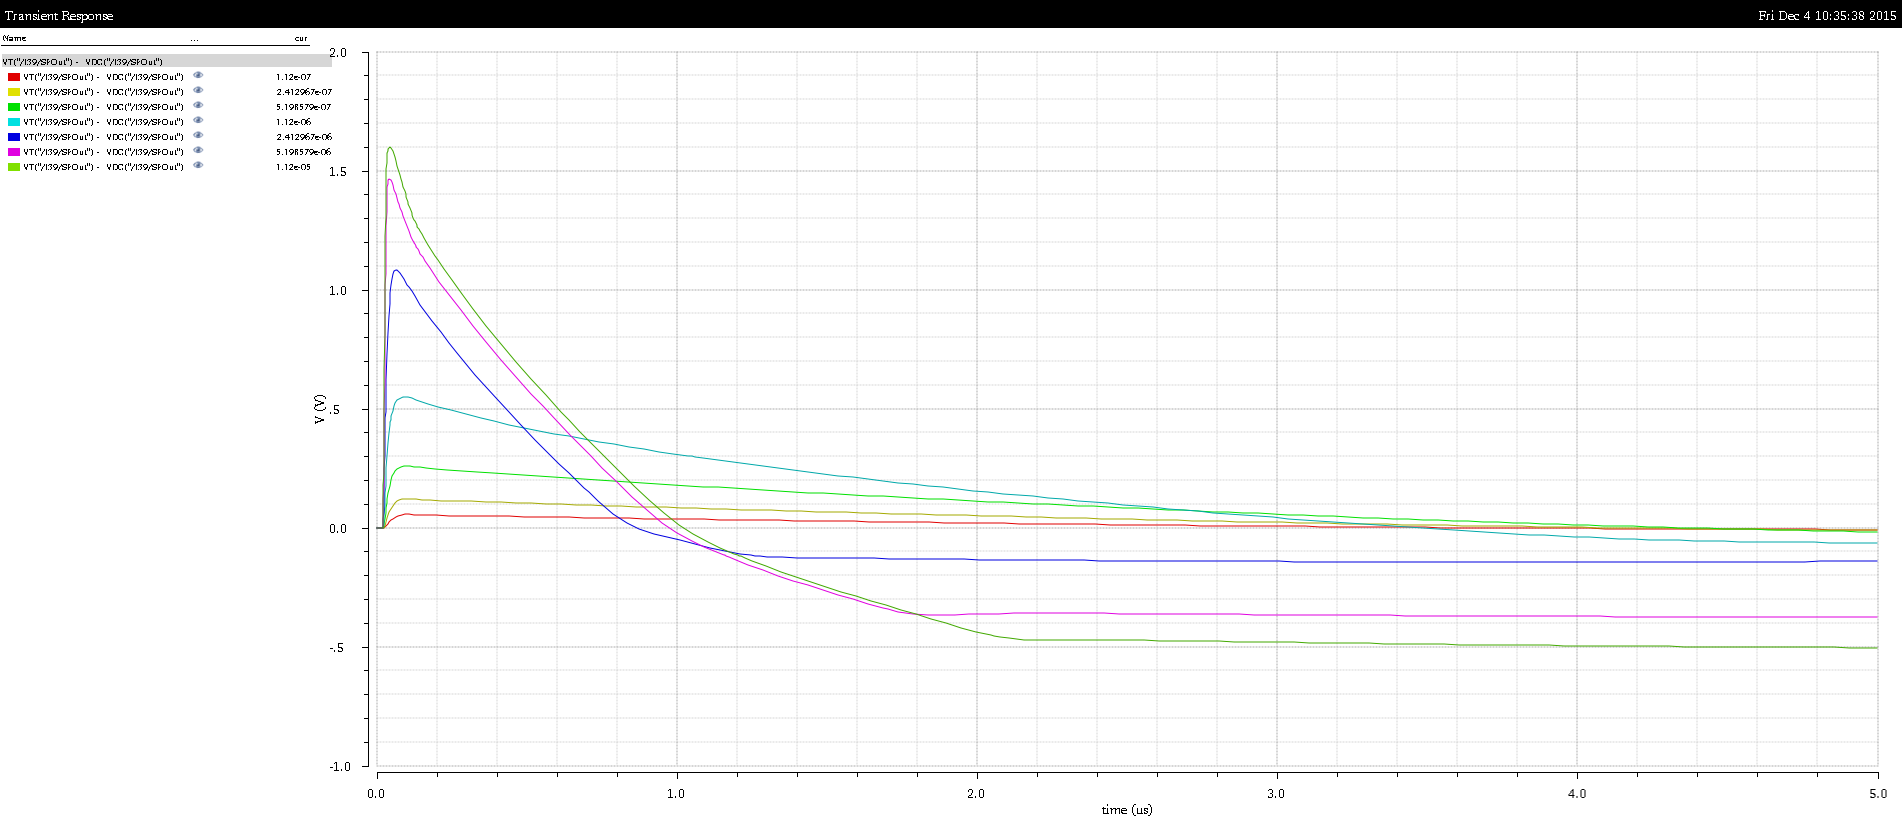 Transient Response
Fri Dec 4 10:35:38 2015
Name ... cur
VT("/I39/SFOut") - VDC("/I39/SFOut")
VT("/I39/SFOut") - VDC("/I39/SFOut") 1.12e-07
VT("/I39/SFOut") - VDC("/I39/SFOut") 2.412967e-07
VT("/I39/SFOut") - VDC("/I39/SFOut") 5.198579e-07
VT("/I39/SFOut") - VDC("/I39/SFOut") 1.12e-06
VT("/I39/SFOut") - VDC("/I39/SFOut") 2.412967e-06
VT("/I39/SFOut") - VDC("/I39/SFOut") 5.198579e-06
VT("/I39/SFOut") - VDC("/I39/SFOut") 1.12e-05
2.0
1.5
1.0
.5
0.0
-.5
-1.0
V (V)
0.0 1.0 2.0 3.0 4.0 5.0
time (us)